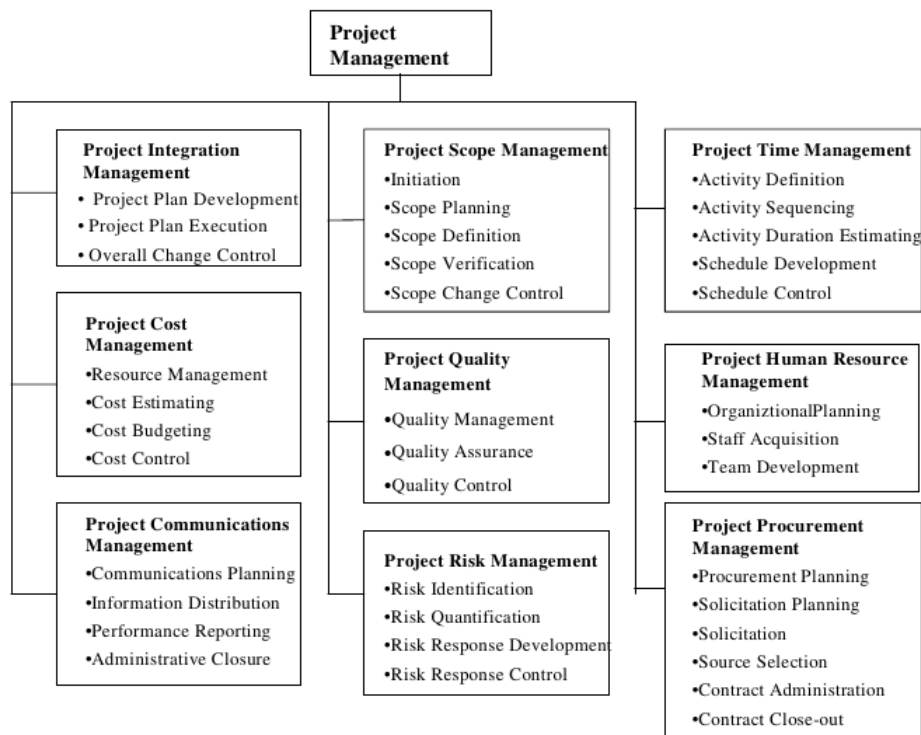 Project
Management
Project Integration
Management
• Project Plan Development
• Project Plan Execution
• Overall Change Control
Project Scope Management
•Initiation
•Scope Planning
•Scope Definition
•Scope Verification
•Scope Change Control
Project Time Management
•Activity Definition
•Activity Sequencing
•Activity Duration Estimating
•Schedule Development
•Schedule Control
Project Cost
Management
•Resource Management
•Cost Estimating
•Cost Budgeting
•Cost Control
Project Quality
Management
•Quality Management
•Quality Assurance
•Quality Control
Project Human Resource
Management
•OrganiztionalPlanning
•Staff Acquisition
•Team Development
Project Communications
Management
•Communications Planning
•Information Distribution
•Performance Reporting
•Administrative Closure
Project Risk Management
•Risk Identification
•Risk Quantification
•Risk Response Development
•Risk Response Control
Project Procurement
Management
•Procurement Planning
•Solicitation Planning
•Solicitation
•Source Selection
•Contract Administration
•Contract Close-out